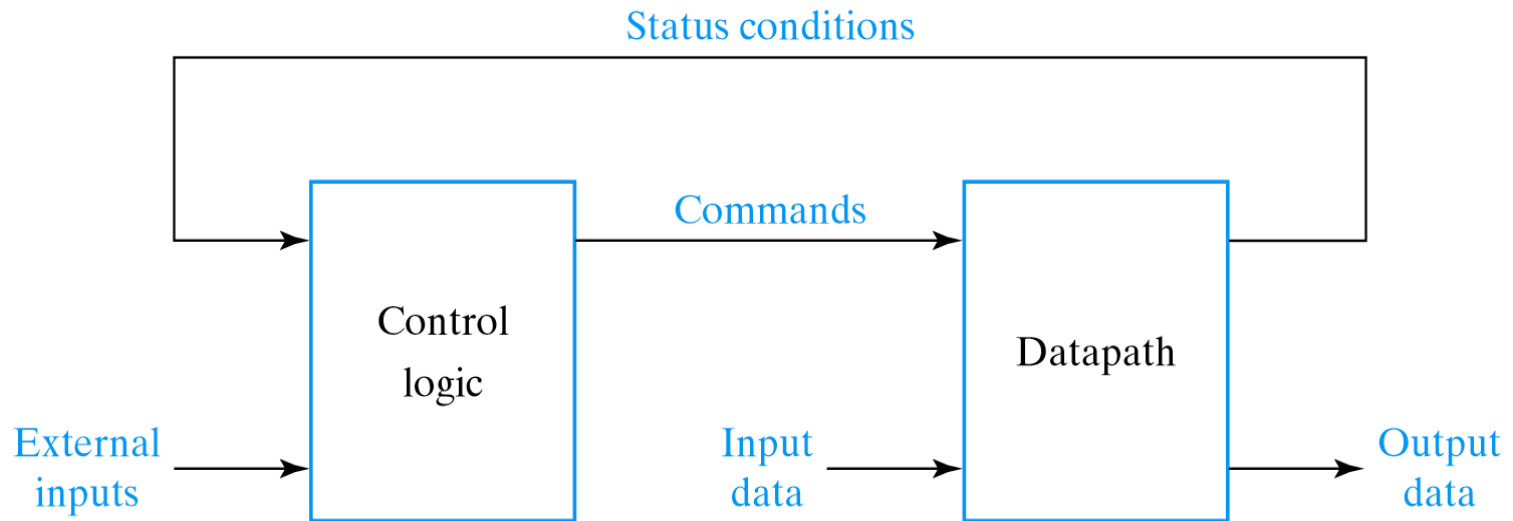 Status conditions
Commands
Control
logic
Datapath
External
inputs
Input
data
Output
data